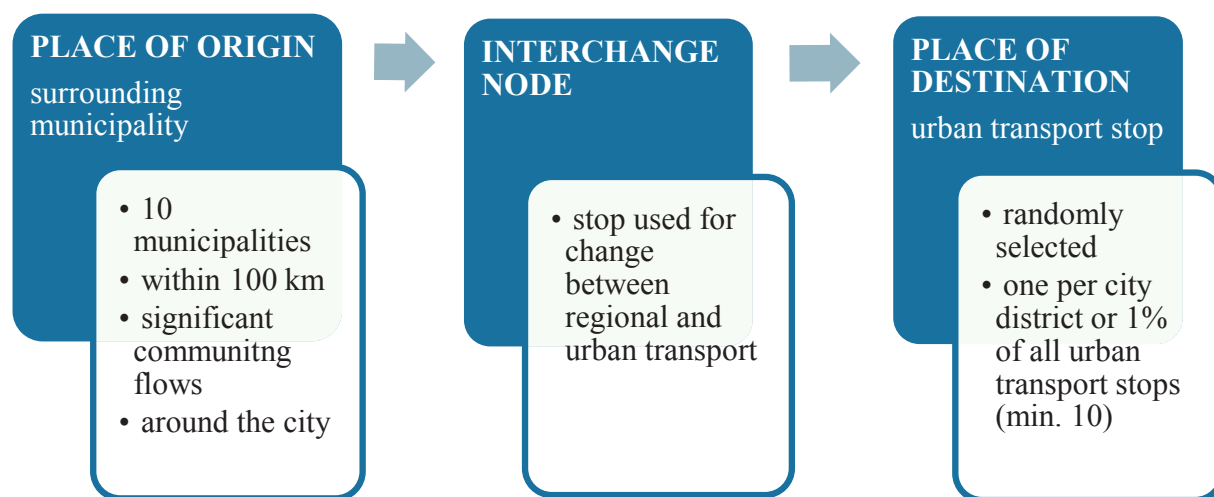 PLACE OF ORIGIN
surrounding
municipality
• 10
municipalities
• within 100 km
• significant
communitng
flows
• around the city
INTERCHANGE
NODE
• stop used for
change
between
regional and
urban transport
PLACE OF
DESTINATION
urban transport stop
• randomly
selected
• one per city
district or 1%
of all urban
transport stops
(min. 10)